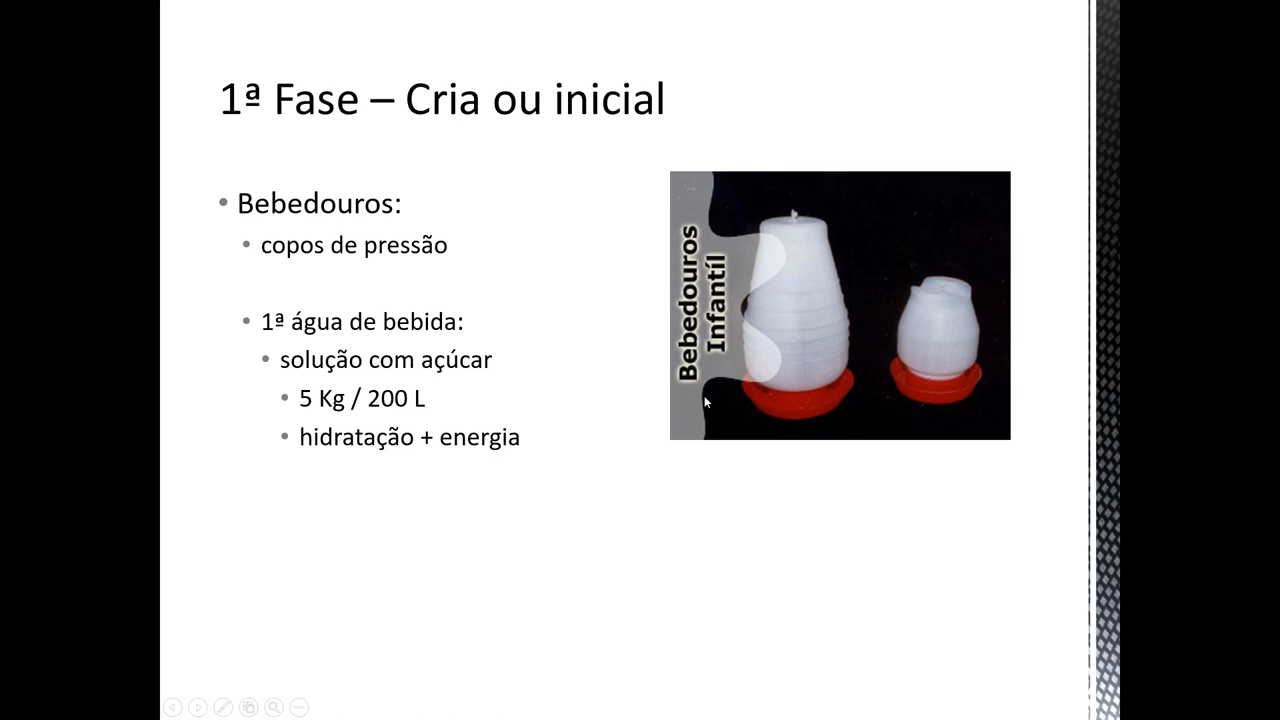 1ª Fase – Cria ou inicial
• Bebedouros:
• copos de pressão
• 1ª água de bebida:
• solução com açúcar
• 5 Kg / 200 L
• hidratação + energia
Bebedouros
Infantíl